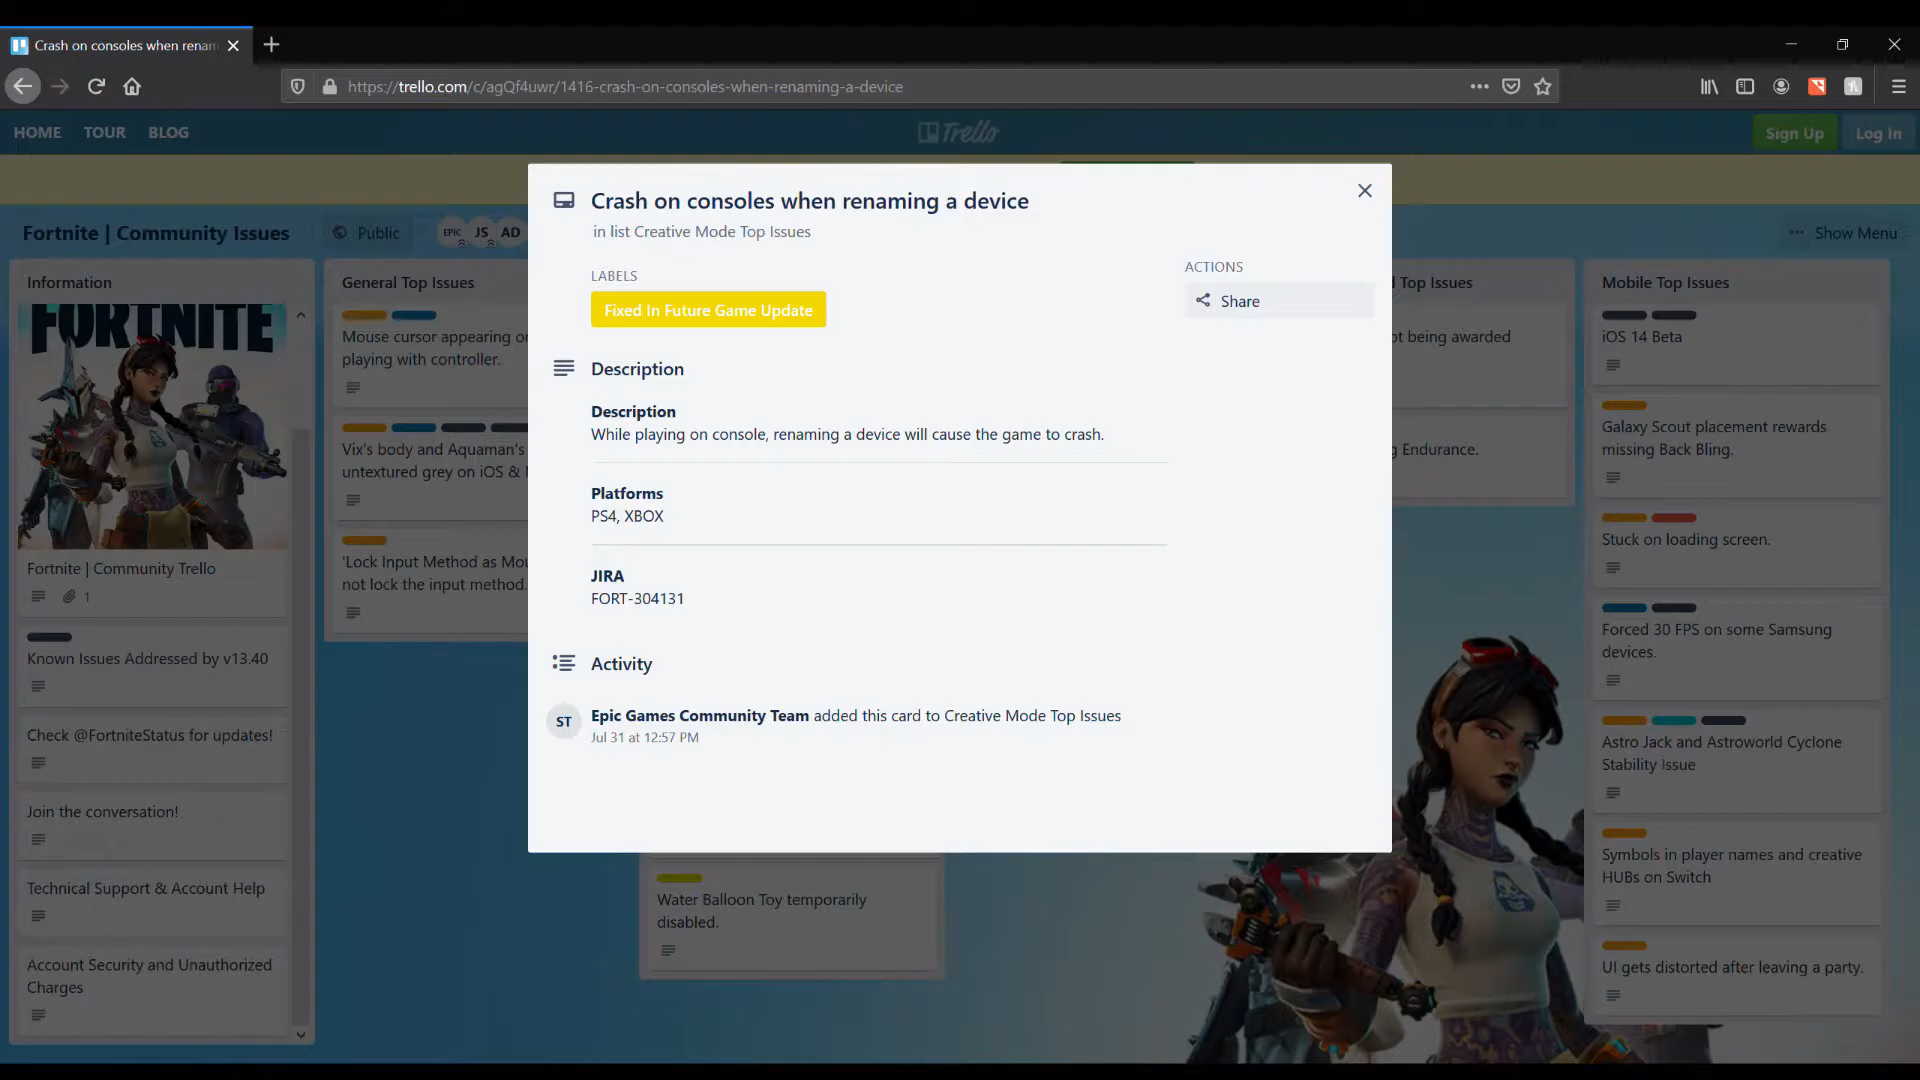 Crash on consoles when renam
https://trello.com/c/agQf4uwr/1416-crash-on-consoles-when-renaming-a-device
HOME TOUR BLOG
Trello
Sign Up Log In
Fortnite | Community Issues
Public
EPIC JS AD
Show Menu
Information
FORTNITE
Fortnite | Community Trello
1
Known Issues Addressed by v13.40
Check @FortniteStatus for updates!
Join the conversation!
Technical Support & Account Help
Account Security and Unauthorized
Charges
General Top Issues
Mouse cursor appearing
playing with controller.
Vix's body and Aquaman's
untextured grey on iOS &
'Lock Input Method as Mou
not lock the input method.
Crash on consoles when renaming a device
in list Creative Mode Top Issues
LABELS
Fixed In Future Game Update
Description
Description
While playing on console, renaming a device will cause the game to crash.
Platforms
PS4, XBOX
JIRA
FORT-304131
Activity
ST
Epic Games Community Team added this card to Creative Mode Top Issues
Jul 31 at 12:57 PM
ACTIONS
Share
Water Balloon Toy temporarily
disabled.
Top Issues
being awarded
Endurance.
Mobile Top Issues
iOS 14 Beta
Galaxy Scout placement rewards
missing Back Bling.
Stuck on loading screen.
Forced 30 FPS on some Samsung
devices.
Astro Jack and Astroworld Cyclone
Stability Issue
Symbols in player names and creative
HUBs on Switch
UI gets distorted after leaving a party.